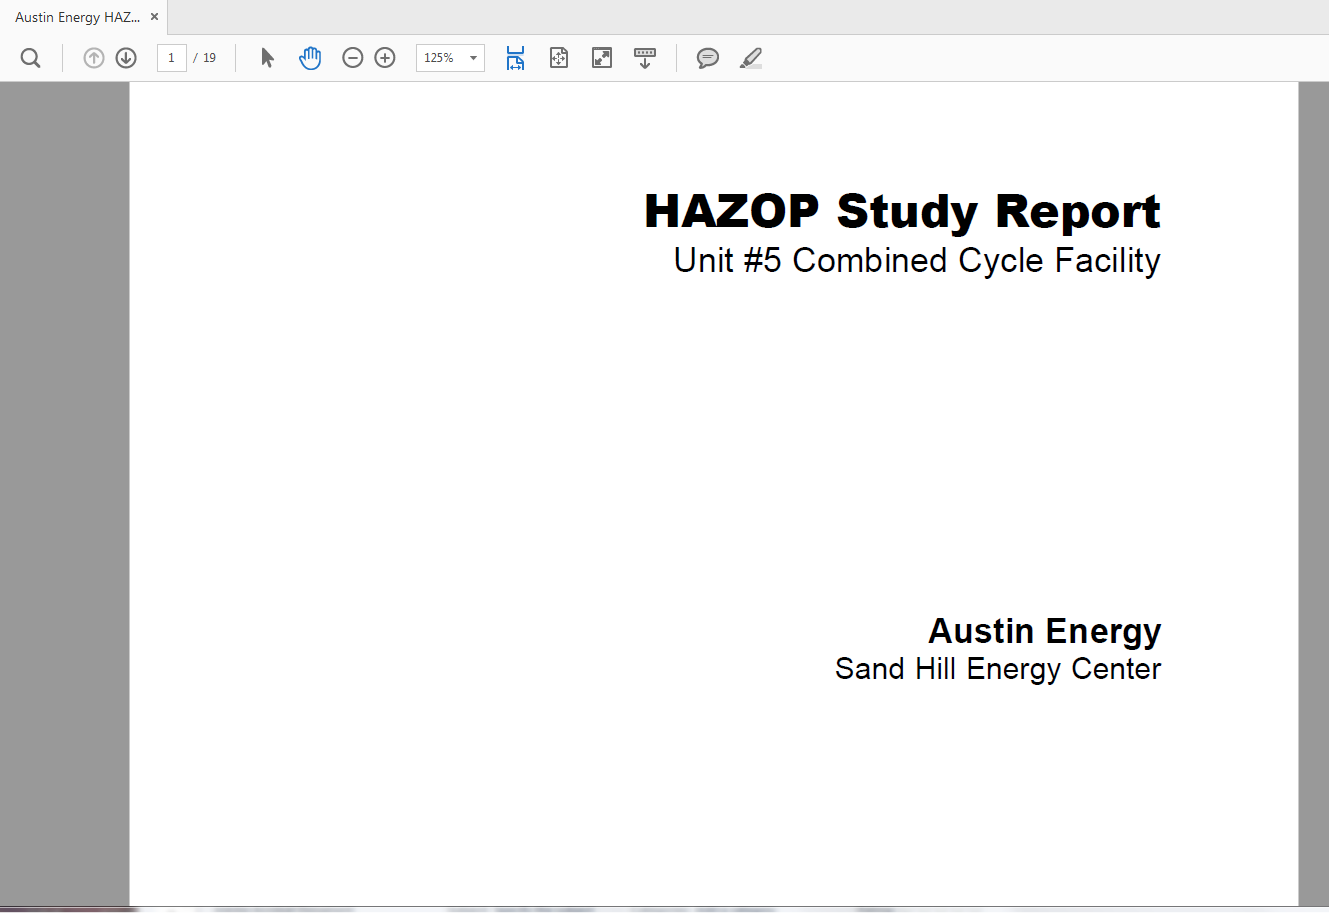 Austin Energy HAZ... ×
1 / 19 125%
HAZOP Study Report
Unit #5 Combined Cycle Facility
Austin Energy
Sand Hill Energy Center